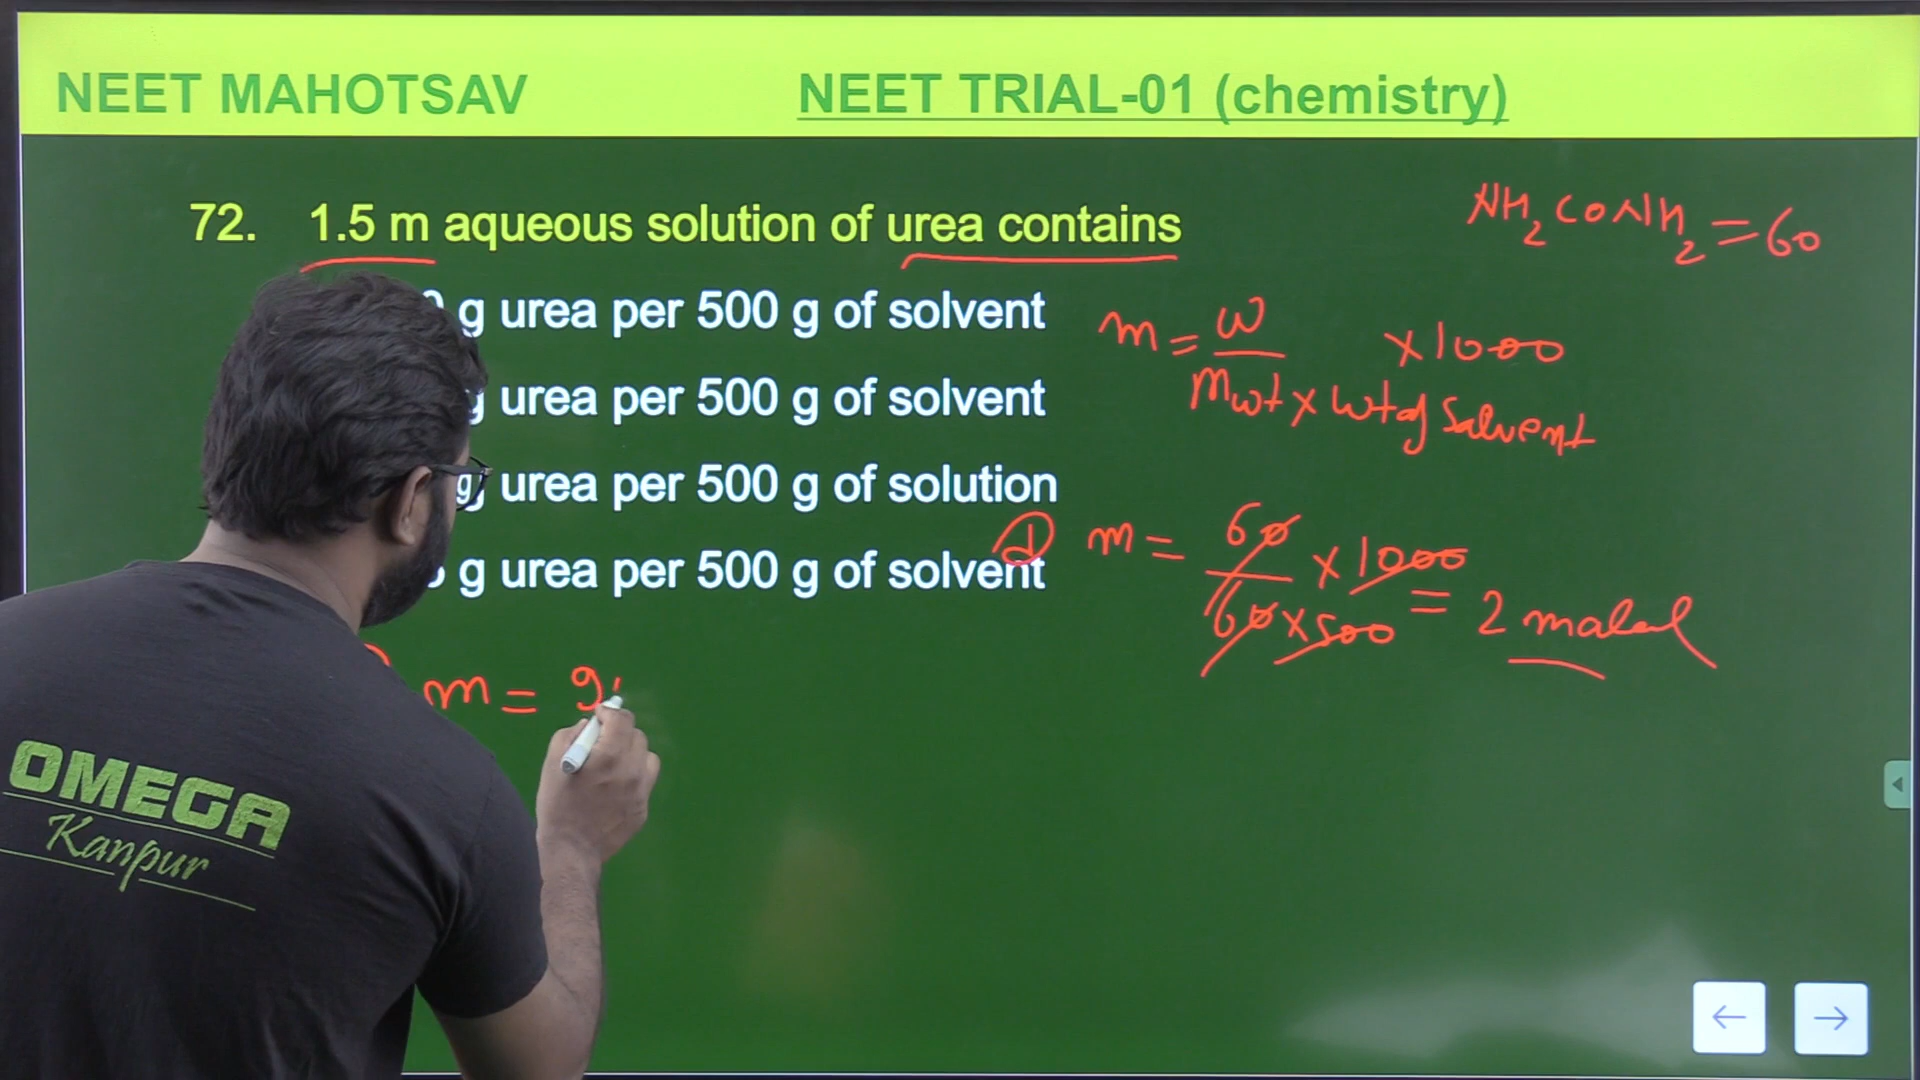 NEET MAHOTSAV
NEET TRIAL-01 (chemistry)
72. 1.5 m aqueous solution of urea contains
g urea per 500 g of solvent
g urea per 500 g of solvent
g urea per 500 g of solution
g urea per 500 g of solvent
NH2CONH2 = 60
m = w × 1000
Mwt × wt of Solvent
m = 60 × 1000
60 × 500 = 2 molal
m = 9
OMEGA
Kanpur